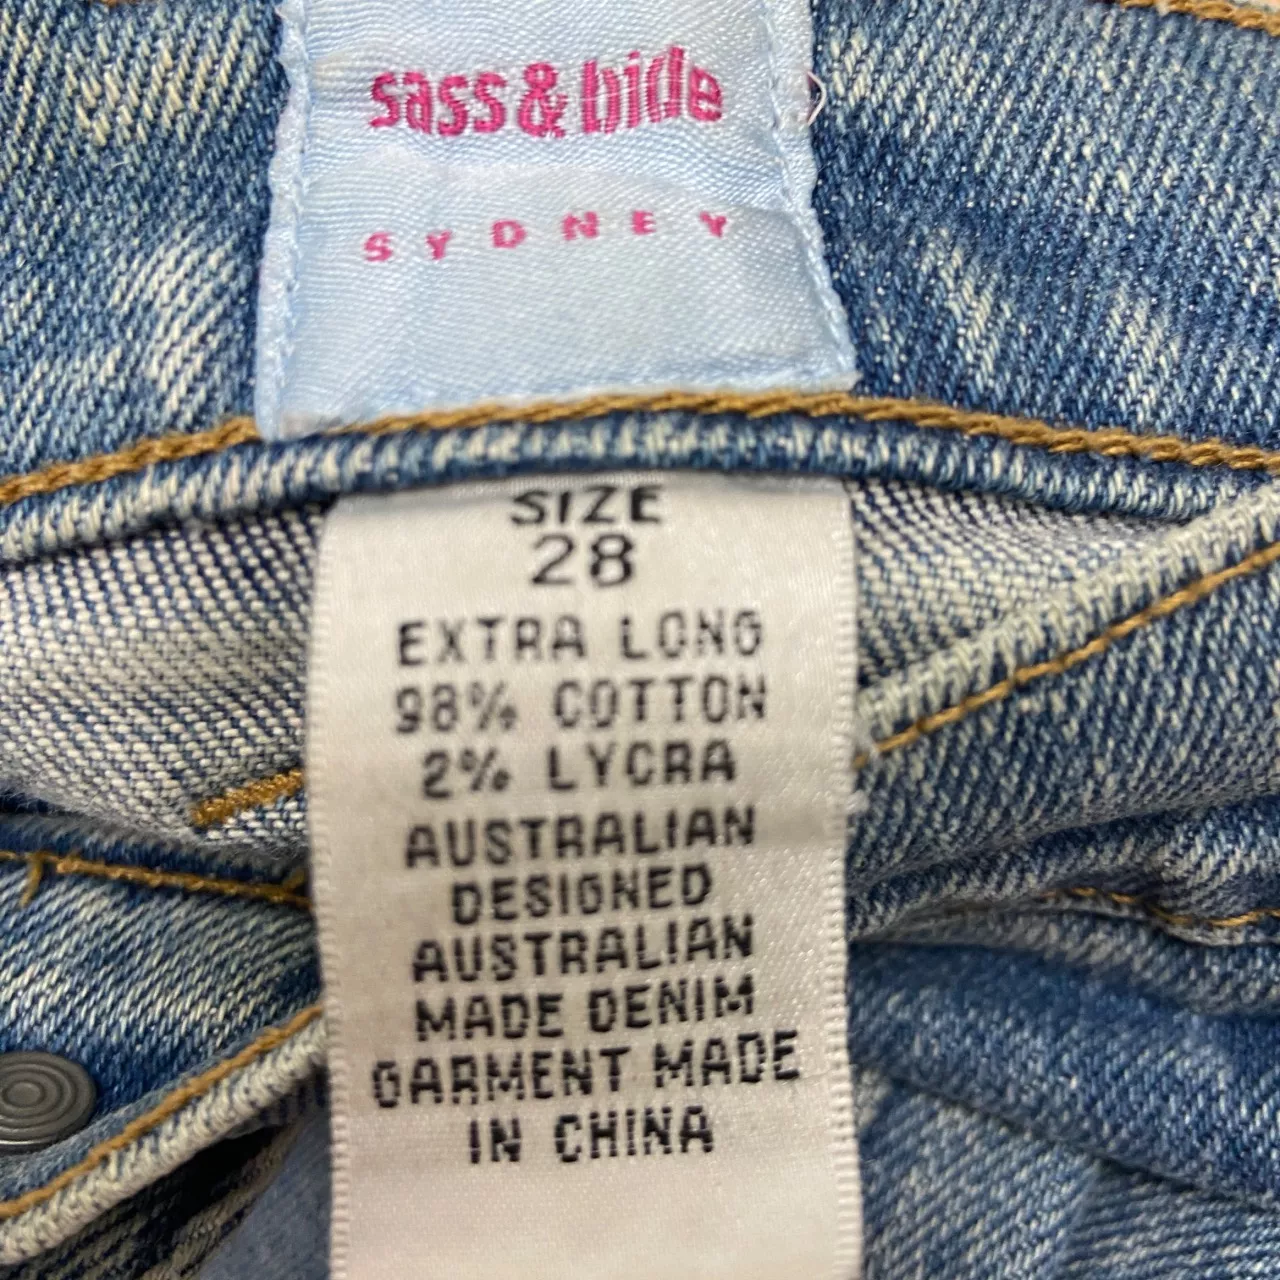 sass & bide
SYDNEY
SIZE
28
EXTRA LONG
98% COTTON
2% LYCRA
AUSTRALIAN
DESIGNED
AUSTRALIAN
MADE DENIM
GARMENT MADE
IN CHINA